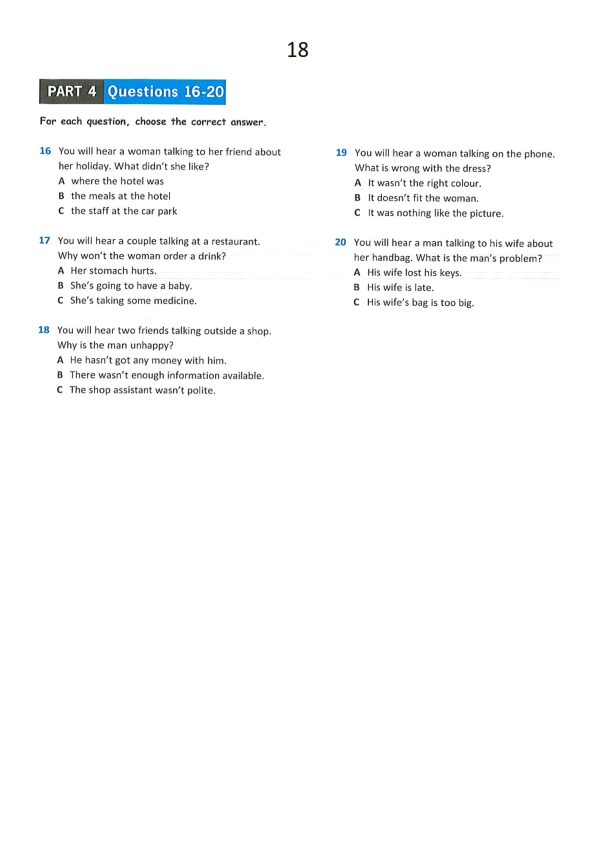 18
PART 4 Questions 16-20
For each question, choose the correct answer.
16 You will hear a woman talking to her friend about
her holiday. What didn't she like?
A where the hotel was
B the meals at the hotel
C the staff at the car park
17 You will hear a couple talking at a restaurant.
Why won't the woman order a drink?
A Her stomach hurts.
B She's going to have a baby.
C She's taking some medicine.
18 You will hear two friends talking outside a shop.
Why is the man unhappy?
A He hasn't got any money with him.
B There wasn't enough information available.
C The shop assistant wasn't polite.
19 You will hear a woman talking on the phone.
What is wrong with the dress?
A It wasn't the right colour.
B It doesn't fit the woman.
C It was nothing like the picture.
20 You will hear a man talking to his wife about
her handbag. What is the man's problem?
A His wife lost his keys.
B His wife is late.
C His wife's bag is too big.